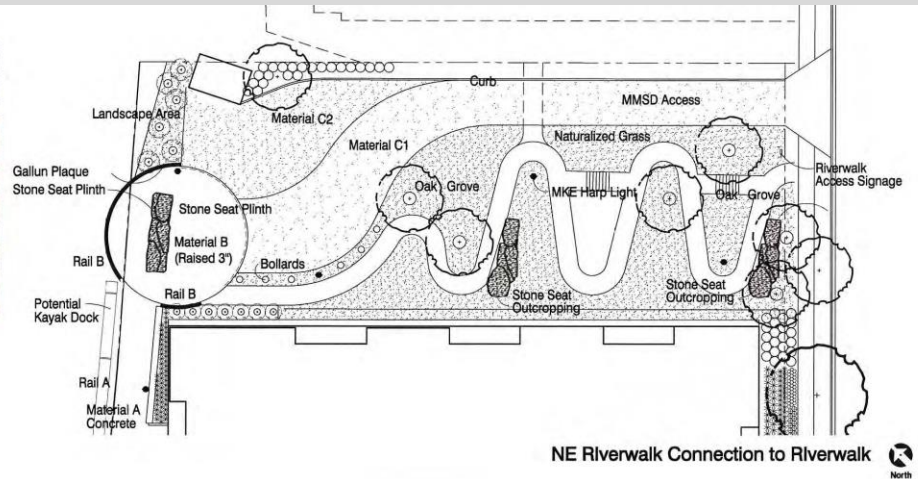 Curb
MMSD Access
Landscape Area
Material C2
Naturalized Grass
Material C1
Gallun Plaque
Stone Seat Plinth
Riverwalk
Access Signage
Oak Grove
MKE Harp Light
Oak Grove
Stone Seat Plinth
Material B
(Raised 3")
Rail B
Bollards
Rail B
Stone Seat
Outcropping
Stone Seat
Outcropping
Potential
Kayak Dock
Rail A
Material A
Concrete
NE Riverwalk Connection to Riverwalk
North